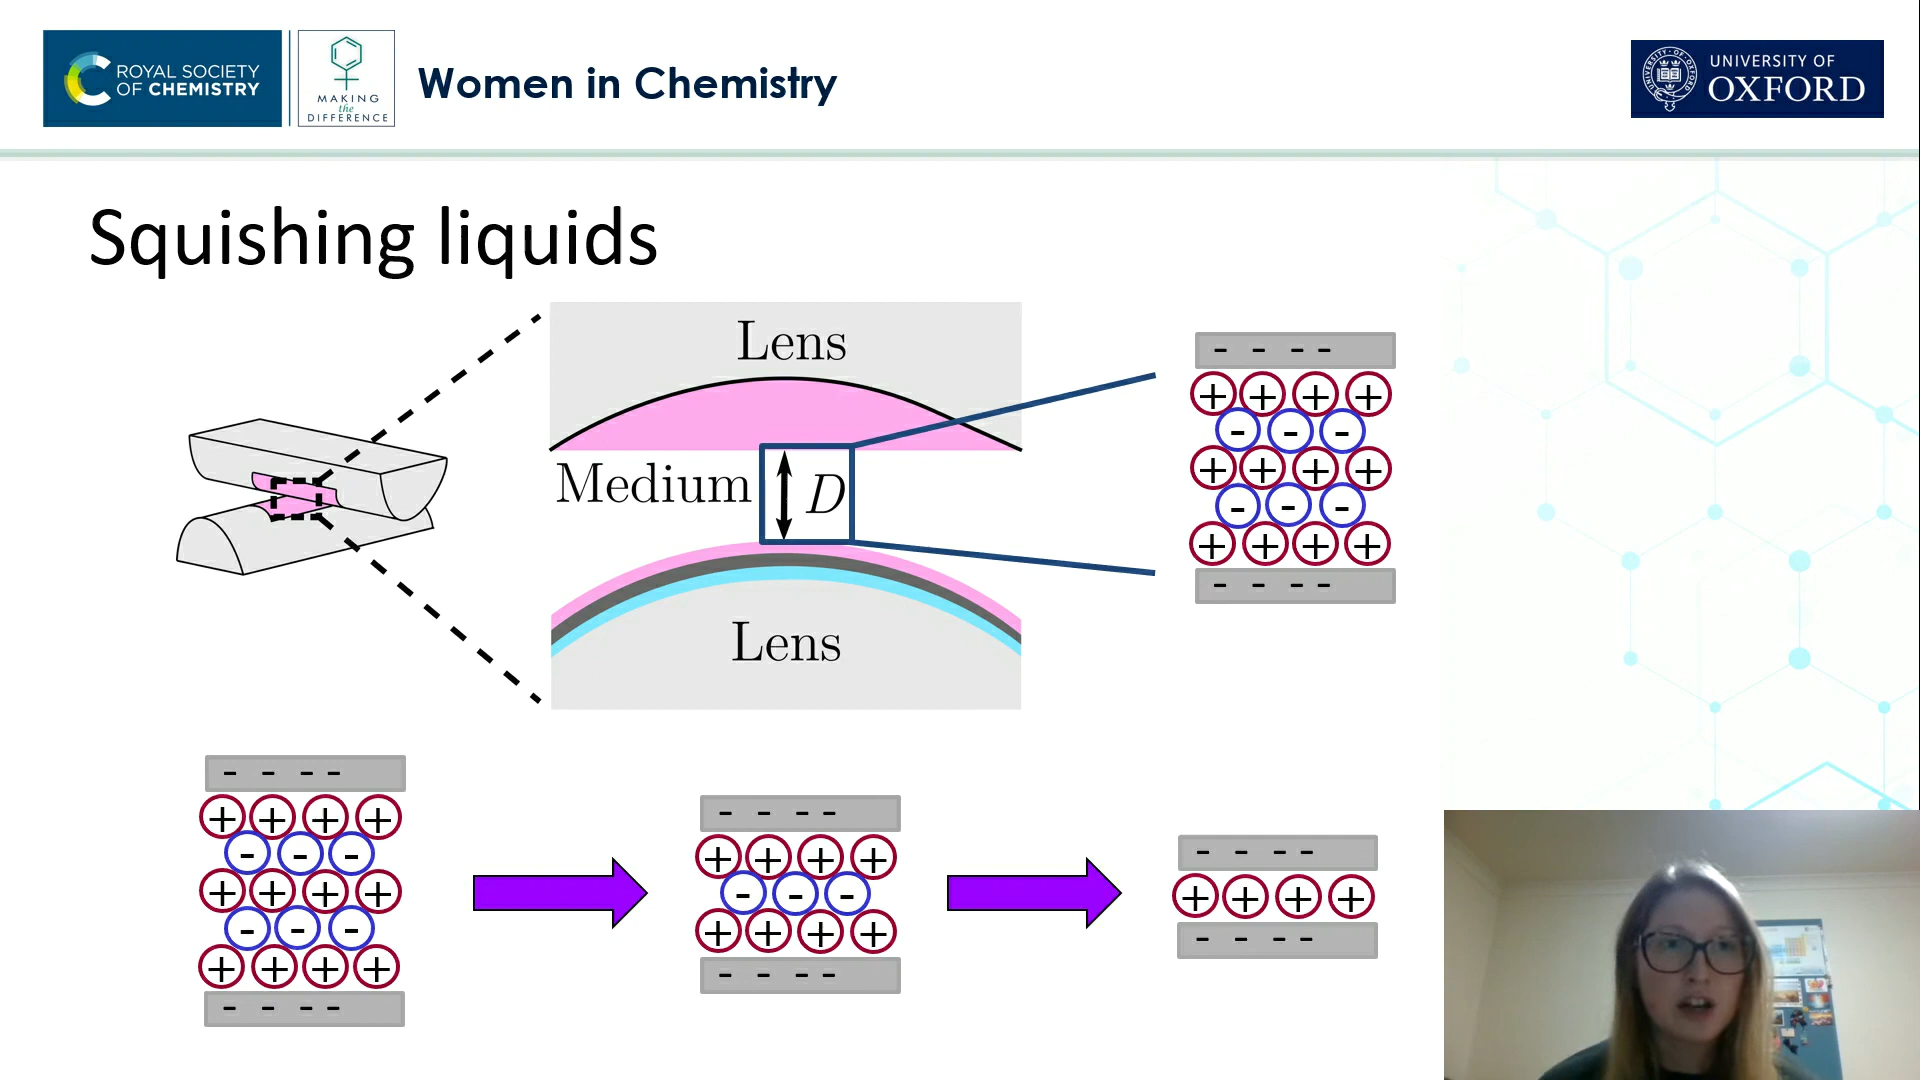 ROYAL SOCIETY
OF CHEMISTRY
MAKING
the
DIFFERENCE
Women in Chemistry
UNIVERSITY OF
OXFORD
Squishing liquids
Lens
Medium
D
Lens
- - - -
+ + + +
- - -
+ + + +
- - -
+ + + +
- - - -
- - - -
+ + + +
- - -
+ + + +
- - -
+ + + +
- - - -
- - - -
+ + + +
- - -
+ + + +
- - - -
- - - -
+ + + +
- - - -